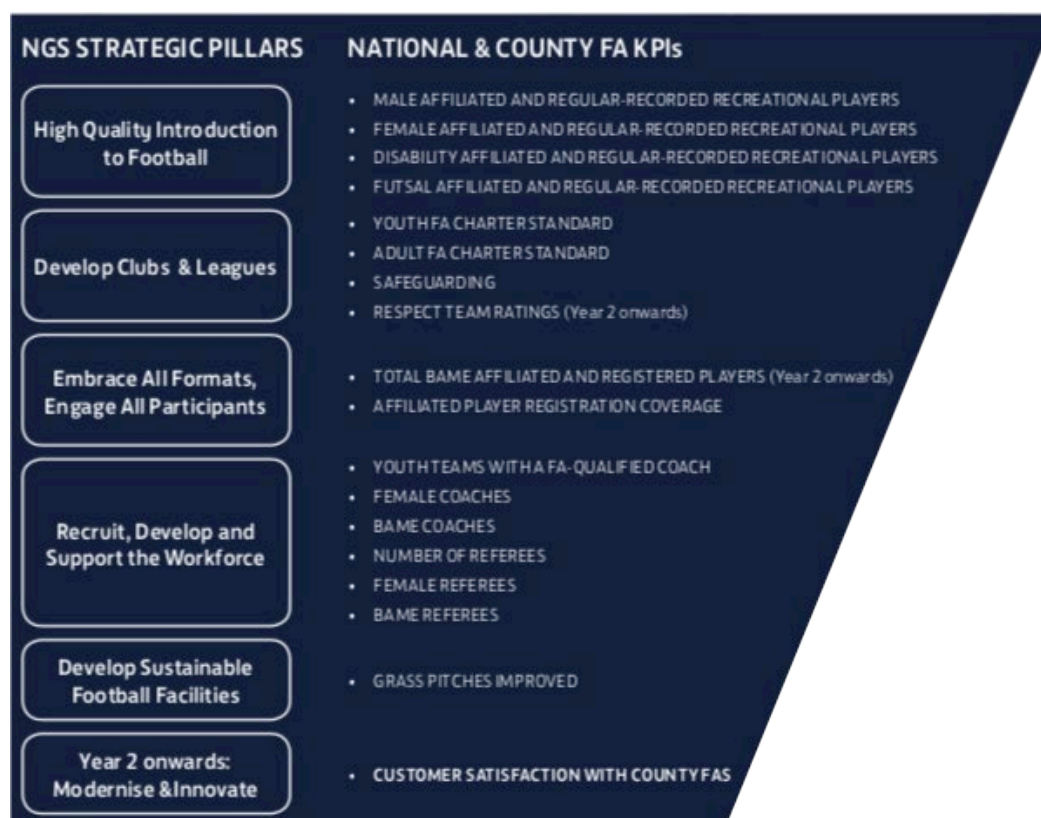 NGS STRATEGIC PILLARS
NATIONAL & COUNTY FA KPIs
High Quality Introduction
to Football
• MALE AFFILIATED AND REGULAR-RECORDED RECREATIONAL PLAYERS
• FEMALE AFFILIATED AND REGULAR-RECORDED RECREATIONAL PLAYERS
• DISABILITY AFFILIATED AND REGULAR-RECORDED RECREATIONAL PLAYERS
• FUTSAL AFFILIATED AND REGULAR-RECORDED RECREATIONAL PLAYERS
Develop Clubs & Leagues
• YOUTH FA CHARTER STANDARD
• ADULT FA CHARTER STANDARD
• SAFEGUARDING
• RESPECT TEAM RATINGS (Year 2 onwards)
Embrace All Formats,
Engage All Participants
• TOTAL BAME AFFILIATED AND REGISTERED PLAYERS (Year 2 onwards)
• AFFILIATED PLAYER REGISTRATION COVERAGE
Recruit, Develop and
Support the Workforce
• YOUTH TEAMS WITH A FA-QUALIFIED COACH
• FEMALE COACHES
• BAME COACHES
• NUMBER OF REFEREES
• FEMALE REFEREES
• BAME REFEREES
Develop Sustainable
Football Facilities
• GRASS PITCHES IMPROVED
Year 2 onwards:
Modernise & Innovate
• CUSTOMER SATISFACTION WITH COUNTY FAS